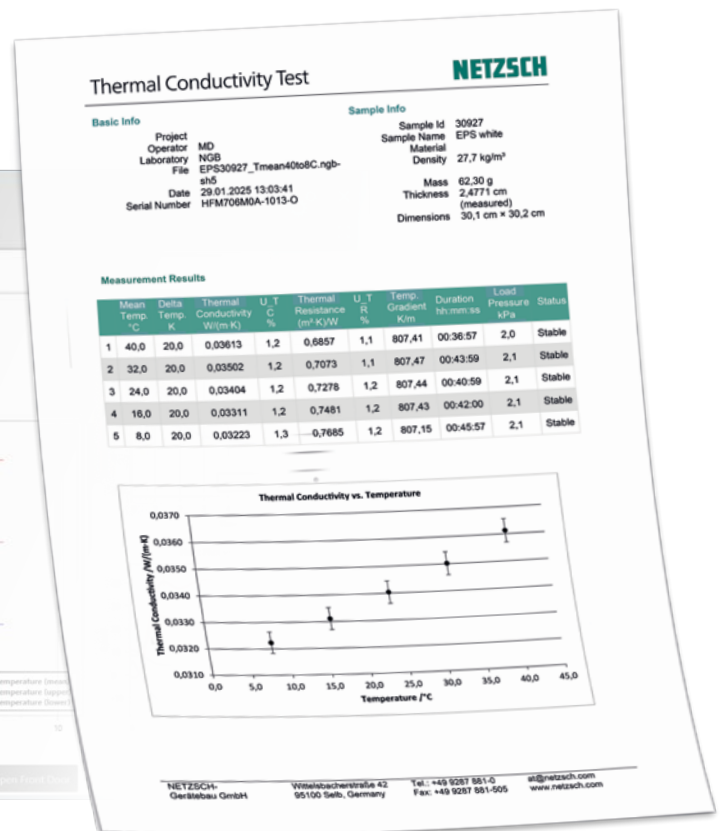 Thermal Conductivity Test
NETZSCH
Basic Info
Project
Operator MD
Laboratory NGB
File EPS30927_Tmean40to8C.ngb-
sh5
Date 29.01.2025 13:03:41
Serial Number HFM706M0A-1013-O
Sample Info
Sample Id 30927
Sample Name EPS white
Material
Density 27,7 kg/m³
Mass 62,30 g
Thickness 2,4771 cm
(measured)
Dimensions 30,1 cm × 30,2 cm
Measurement Results
Mean Delta Thermal U_T Thermal U_T Temp. Duration Load Status
Temp. Temp. Conductivity C Resistance R Gradient hh:mm:ss Pressure
°C K W/(m·K) % (m²·K)/W % K/m kPa
1 40,0 20,0 0,03613 1,2 0,6857 1,1 807,41 00:36:57 2,0 Stable
2 32,0 20,0 0,03502 1,2 0,7073 1,1 807,47 00:43:59 2,1 Stable
3 24,0 20,0 0,03404 1,2 0,7278 1,2 807,44 00:40:59 2,1 Stable
4 16,0 20,0 0,03311 1,2 0,7481 1,2 807,43 00:42:00 2,1 Stable
5 8,0 20,0 0,03223 1,3 0,7685 1,2 807,15 00:45:57 2,1 Stable
Thermal Conductivity vs. Temperature
Thermal Conductivity /W/(m·K)
0,0370
0,0360
0,0350
0,0340
0,0330
0,0320
0,0310
0,0 5,0 10,0 15,0 20,0 25,0 30,0 35,0 40,0 45,0
Temperature /°C
NETZSCH-
Gerätebau GmbH
Wittelsbacherstraße 42
95100 Selb, Germany
Tel.: +49 9287 881-0
Fax: +49 9287 881-505
at@netzsch.com
www.netzsch.com
emperature (mean
emperature (upper
emperature (lower
10
pen Front Door